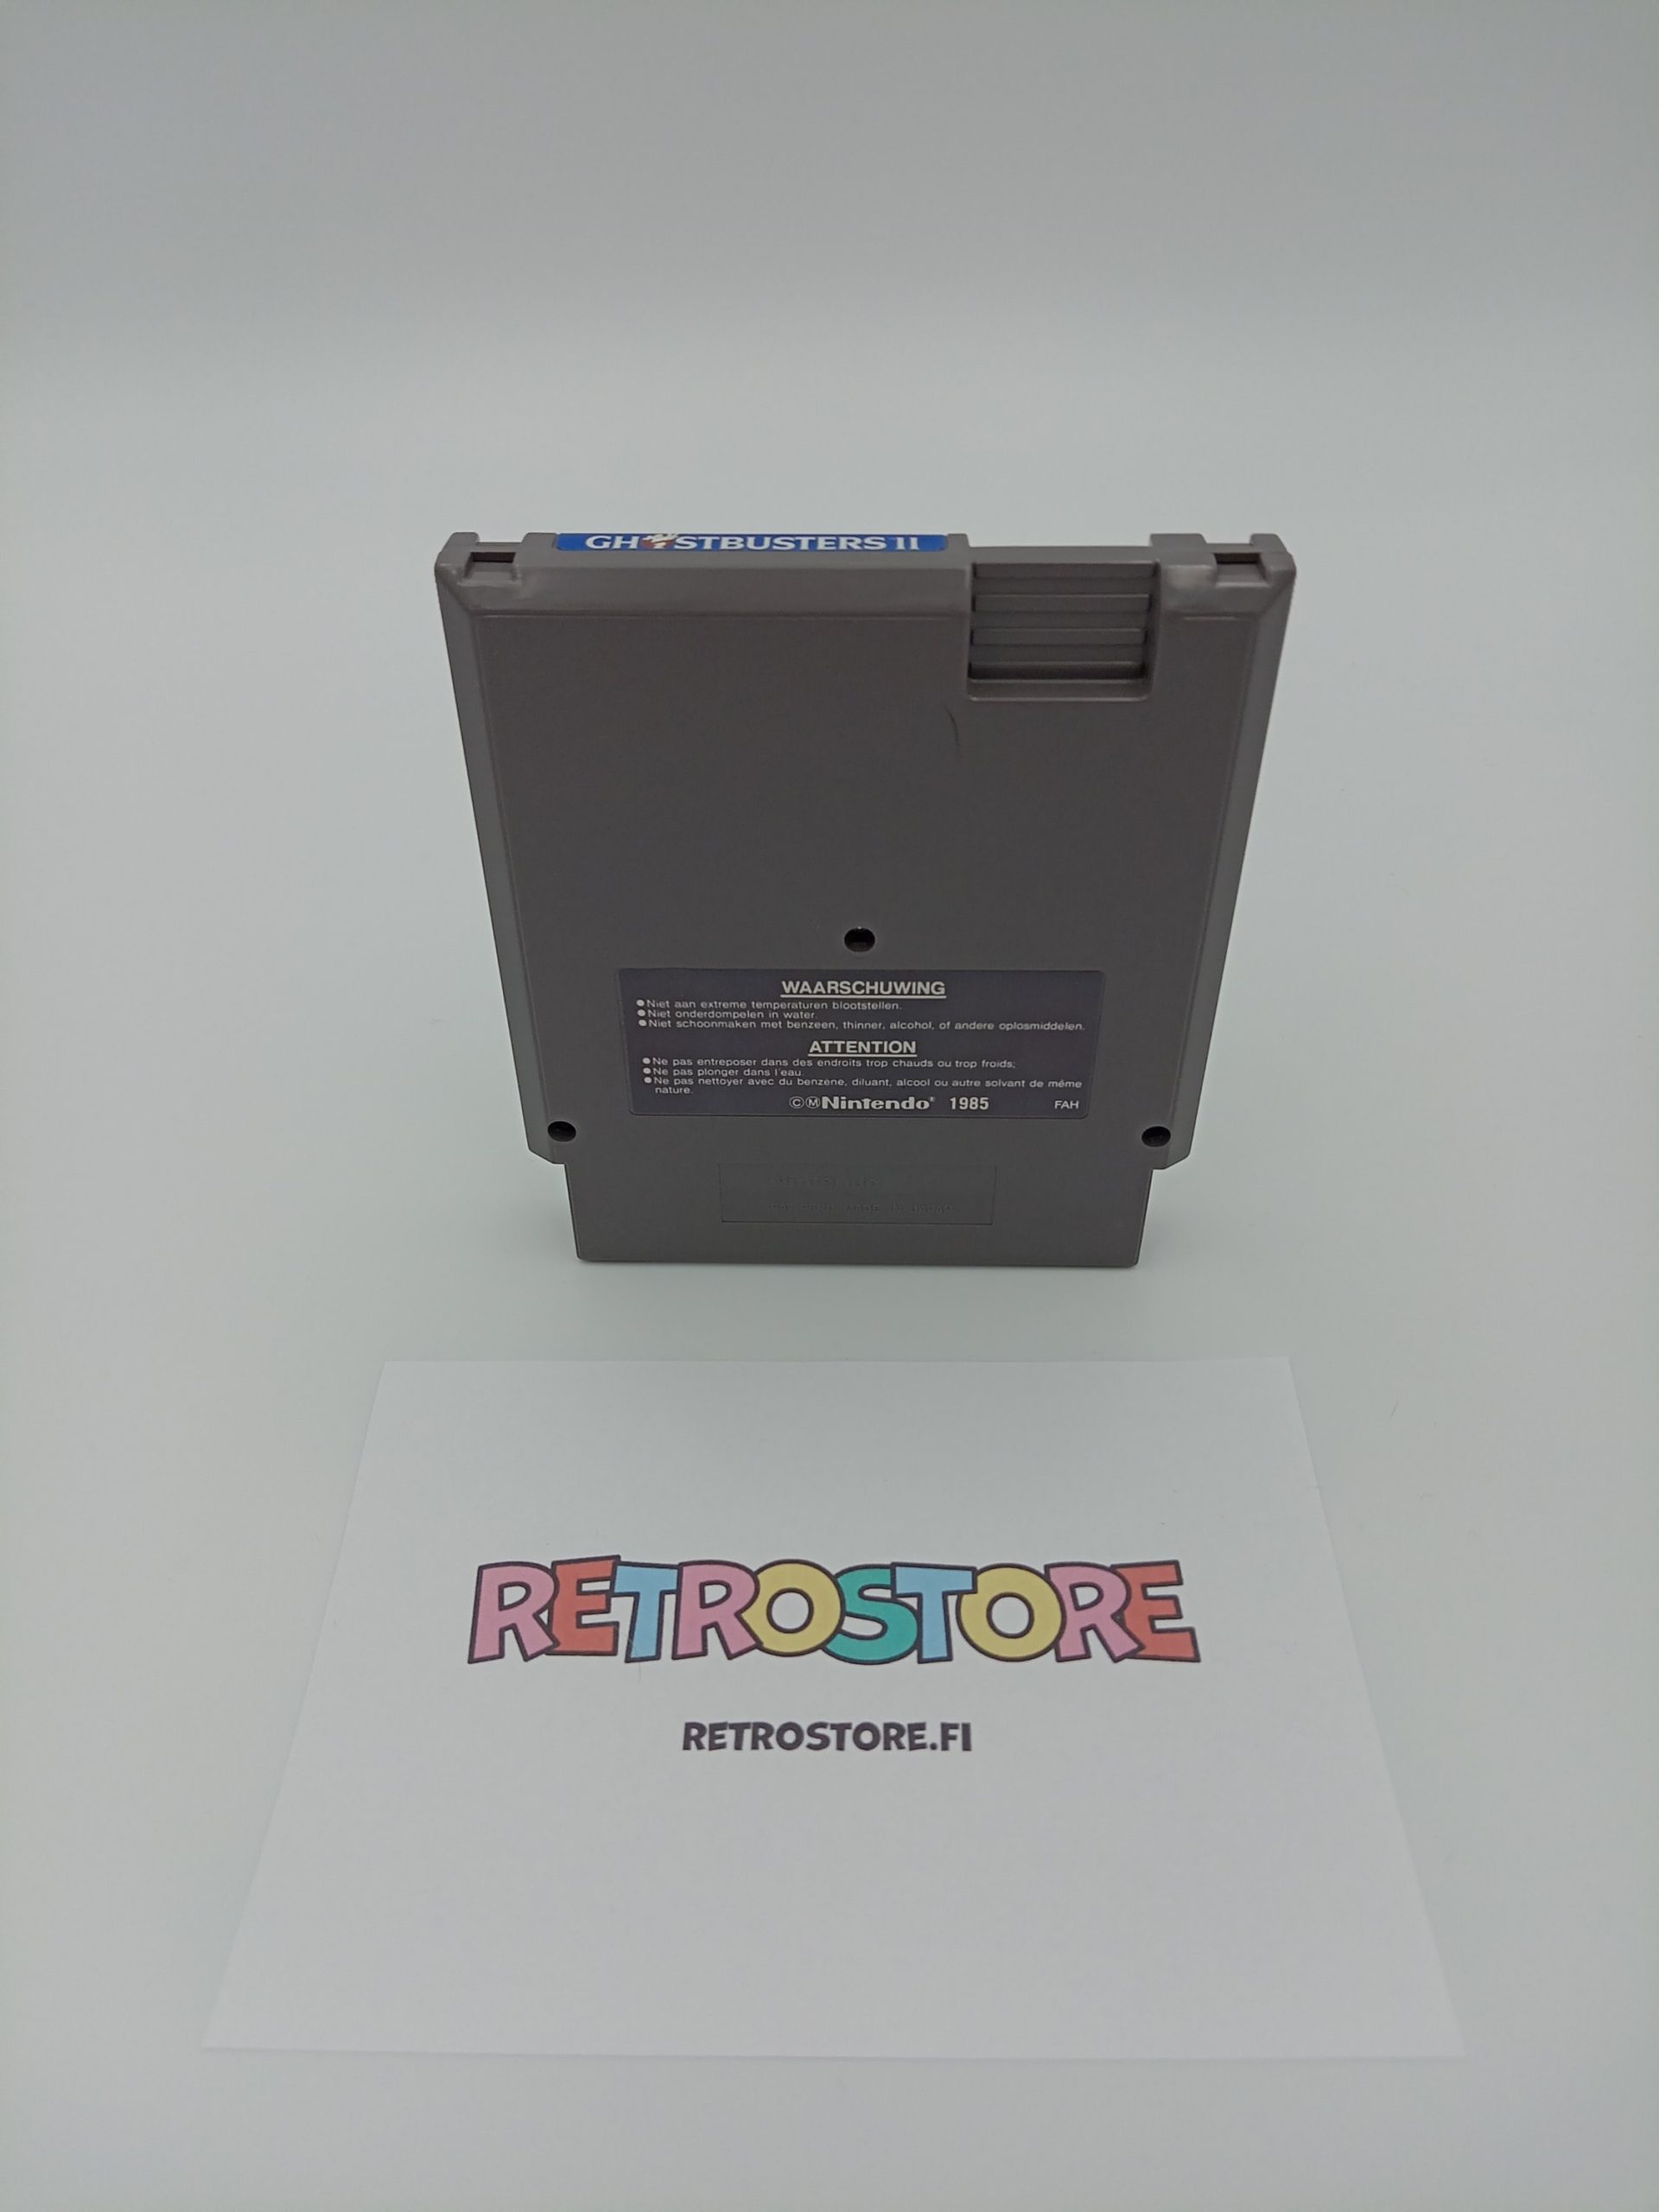 GHOSTBUSTERS II
WAARSCHUWING
●Niet aan extreme temperaturen blootstellen.
●Niet onderdompelen in water.
●Niet schoonmaken met benzeen, thinner, alcohol, of andere oplosmiddelen.
ATTENTION
●Ne pas entreposer dans des endroits trop chauds ou trop froids;
●Ne pas plonger dans l'eau.
●Ne pas nettoyer avec du benzène, diluant, alcool ou autre solvant de même
nature.
©ⓂNintendo® 1985 FAH
RETROSTORE
RETROSTORE.FI